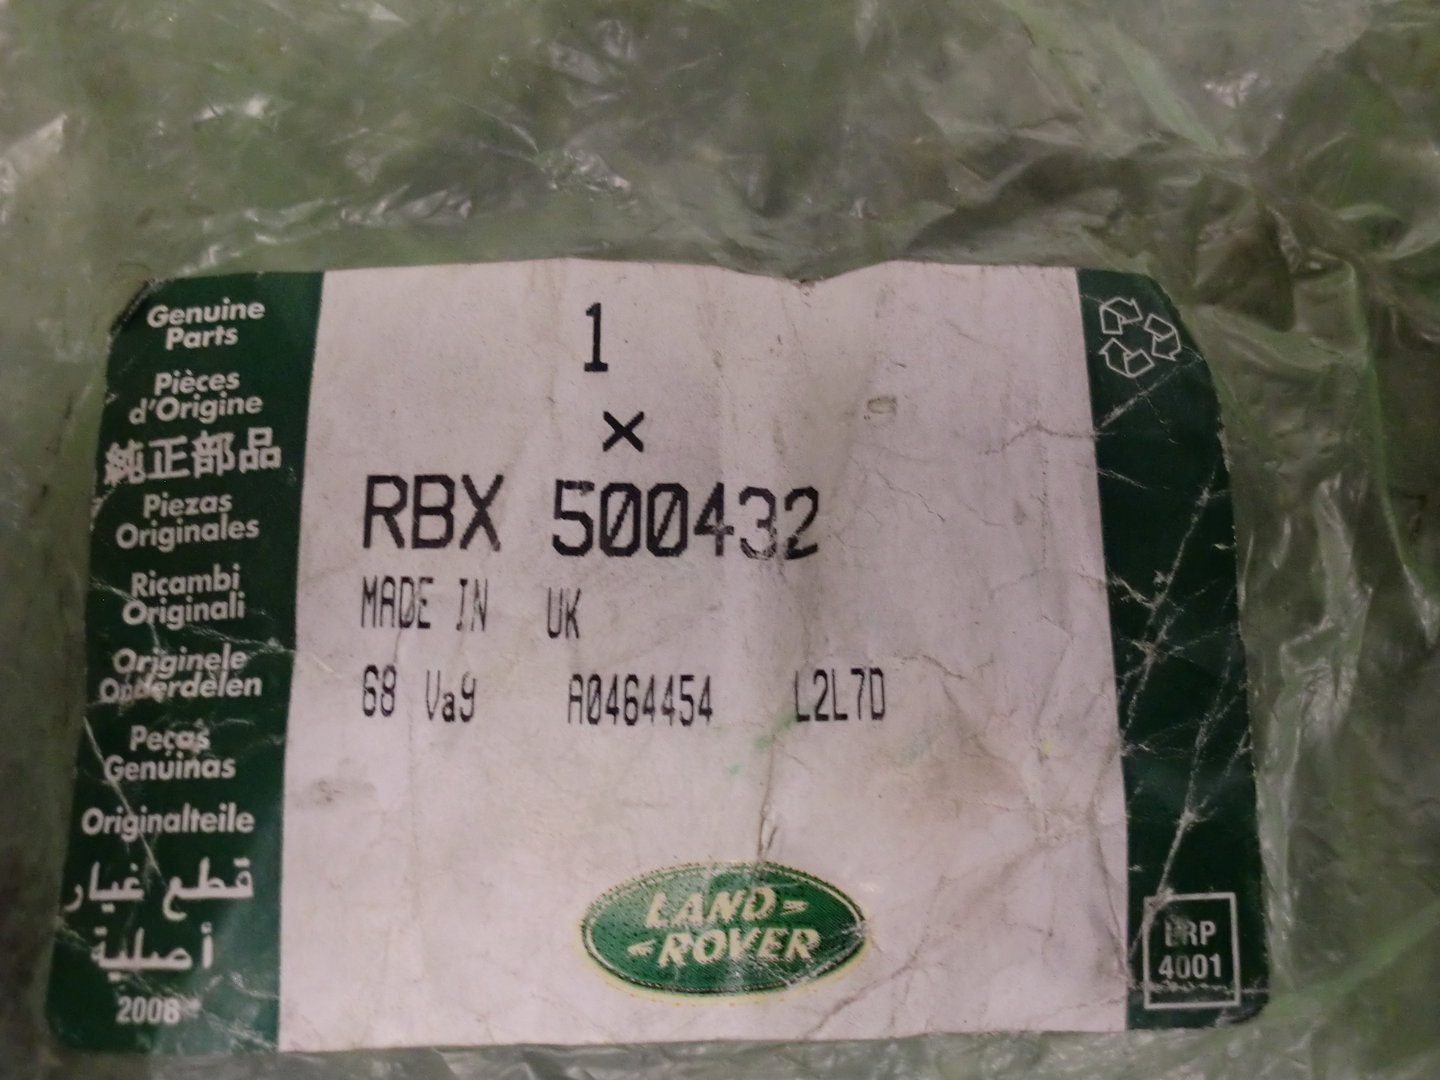 Genuine
Parts
Pièces
d'Origine
純正部品
Piezas
Originales
Ricambi
Originali
Originele
Onderdelen
Peças
Genuinas
Originalteile
قطع غيار
أصلية
2008
1
×
RBX 500432
MADE IN UK
68 Vay A0464454 L2L7D
LAND-
-ROVER
LRP
4001